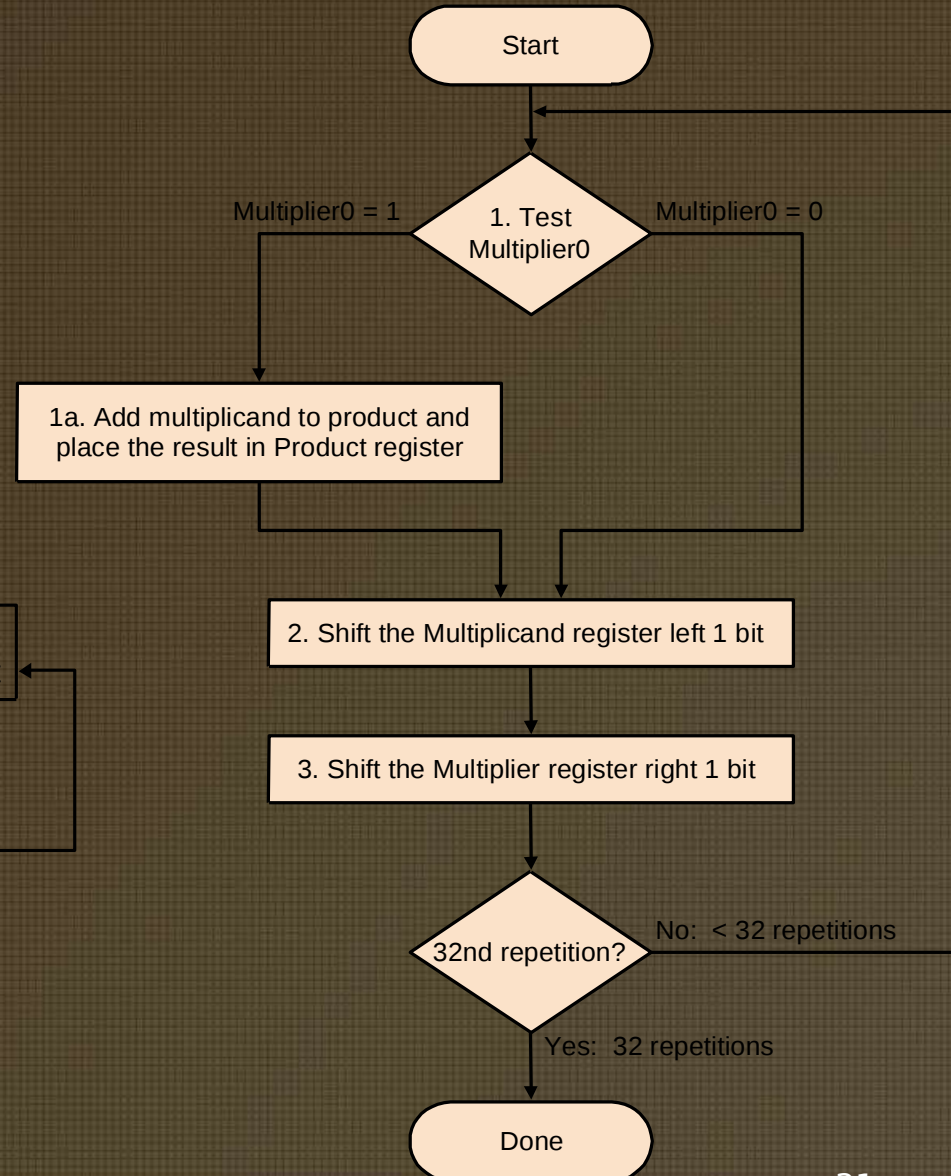 Start
Multiplier0 = 1
1. Test
Multiplier0
Multiplier0 = 0
1a. Add multiplicand to product and
place the result in Product register
2. Shift the Multiplicand register left 1 bit
3. Shift the Multiplier register right 1 bit
32nd repetition?
No: < 32 repetitions
Yes: 32 repetitions
Done